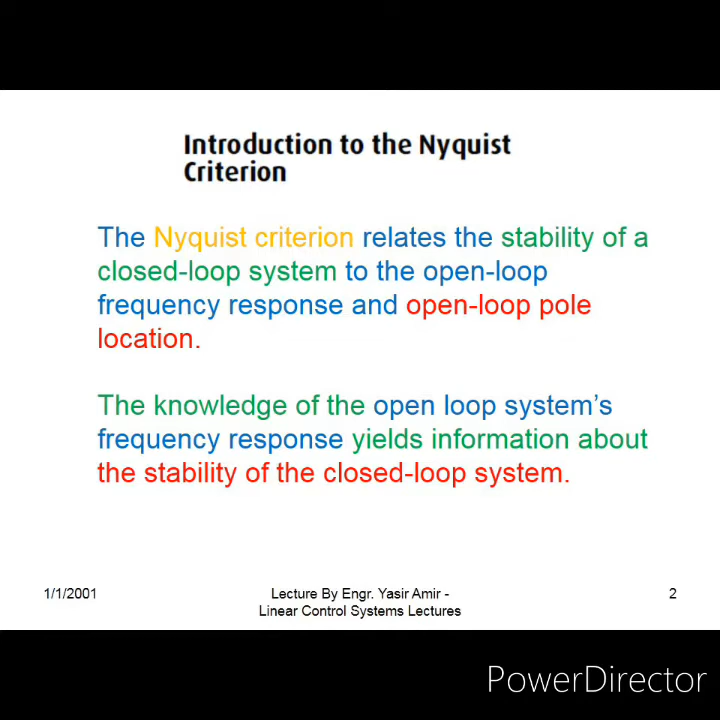 Introduction to the Nyquist
Criterion
The Nyquist criterion relates the stability of a
closed-loop system to the open-loop
frequency response and open-loop pole
location.
The knowledge of the open loop system’s
frequency response yields information about
the stability of the closed-loop system.
1/1/2001
Lecture By Engr. Yasir Amir -
Linear Control Systems Lectures
2
PowerDirector